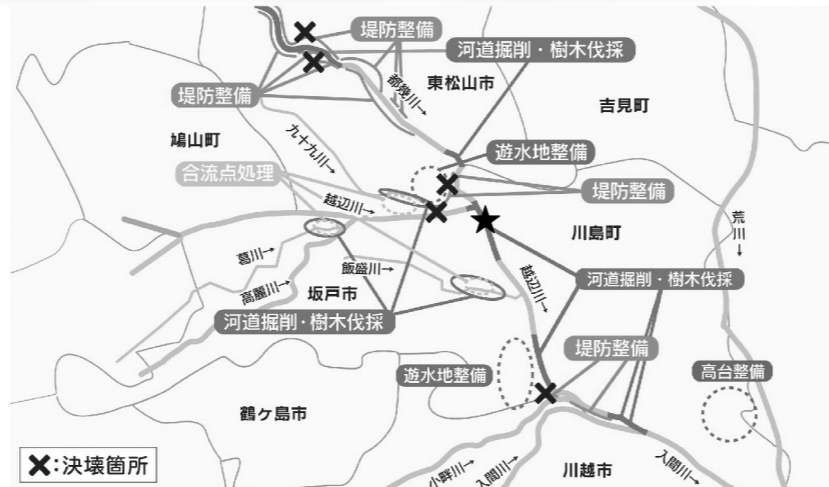 堤防整備
河道掘削・樹木伐採
東松山市
都幾川→
吉見町
堤防整備
鳩山町
九十九川→
遊水地整備
合流点処理
堤防整備
越辺川→
川島町
荒川→
葛川→
飯盛川→
越辺川→
高麗川→
坂戸市
河道掘削・樹木伐採
河道掘削・樹木伐採
堤防整備
遊水地整備
高台整備
鶴ヶ島市
✖:決壊箇所
小畔川→
入間川→
川越市
入間川→